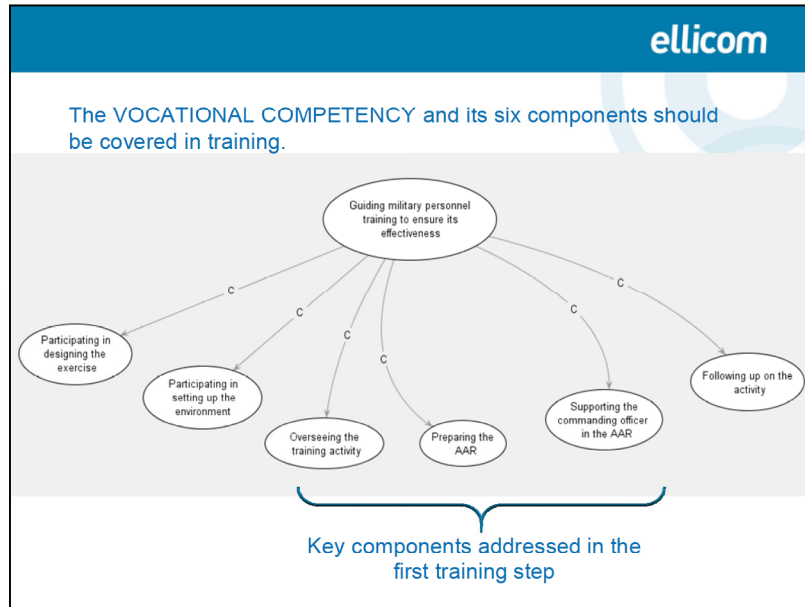 ellicom
The VOCATIONAL COMPETENCY and its six components should
be covered in training.
Guiding military personnel
training to ensure its
effectiveness
C
C
C
C
C
C
Participating in
designing the
exercise
Participating in
setting up the
environment
Overseeing the
training activity
Preparing the
AAR
Supporting the
commanding officer
in the AAR
Following up on the
activity
Key components addressed in the
first training step